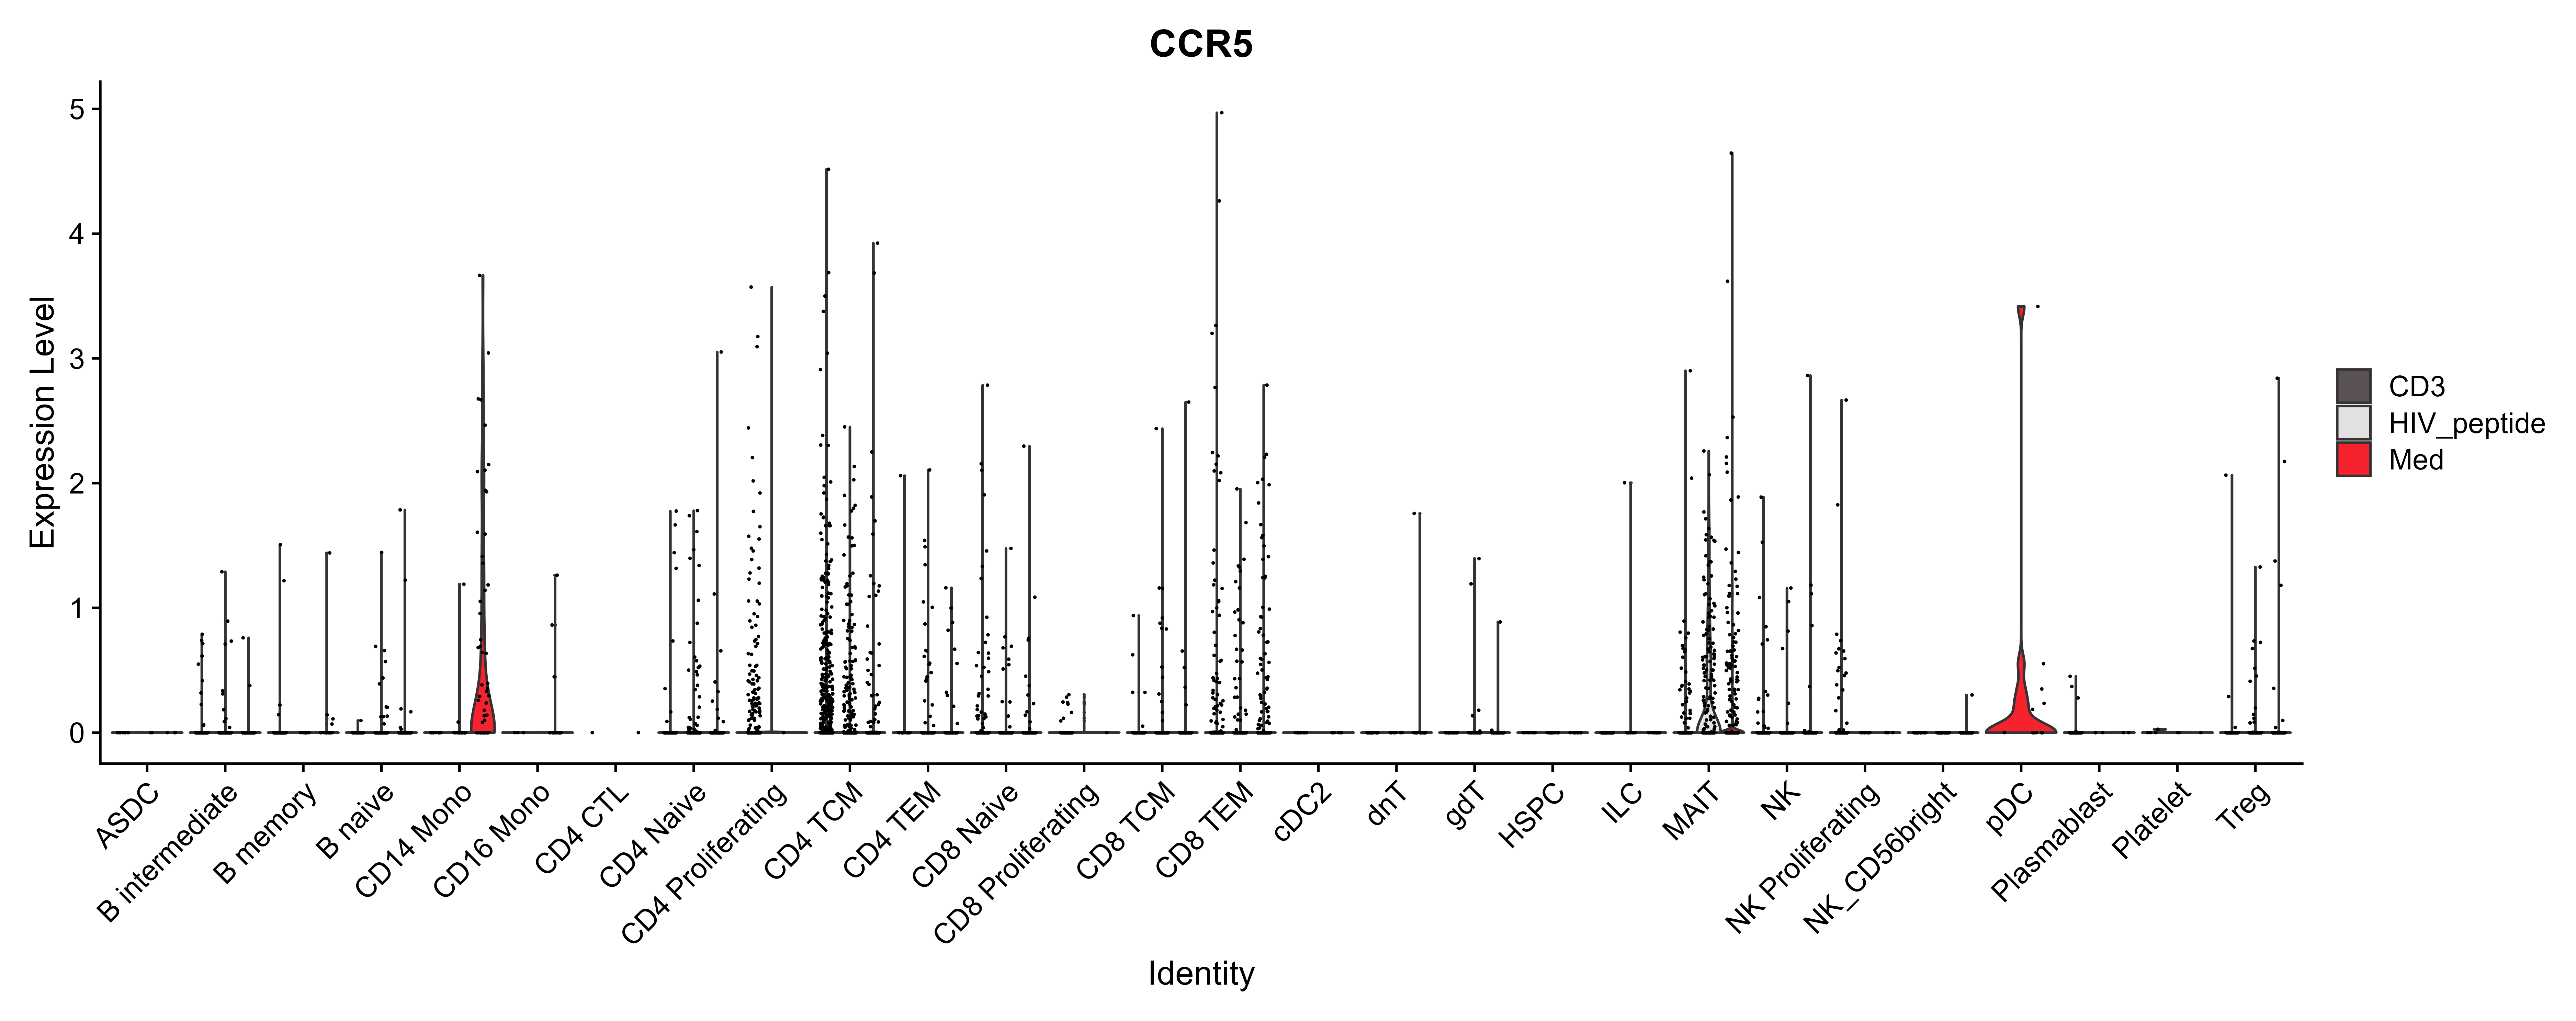 CCR5
Expression Level
5
4
3
2
1
0
ASDC
B intermediate
B memory
B naive
CD14 Mono
CD16 Mono
CD4 CTL
CD4 Naive
CD4 Proliferating
CD4 TCM
CD4 TEM
CD8 Naive
CD8 Proliferating
CD8 TCM
CD8 TEM
cDC2
dnT
gdT
HSPC
ILC
MAIT
NK
NK Proliferating
NK_CD56bright
pDC
Plasmablast
Platelet
Treg
Identity
CD3
HIV_peptide
Med